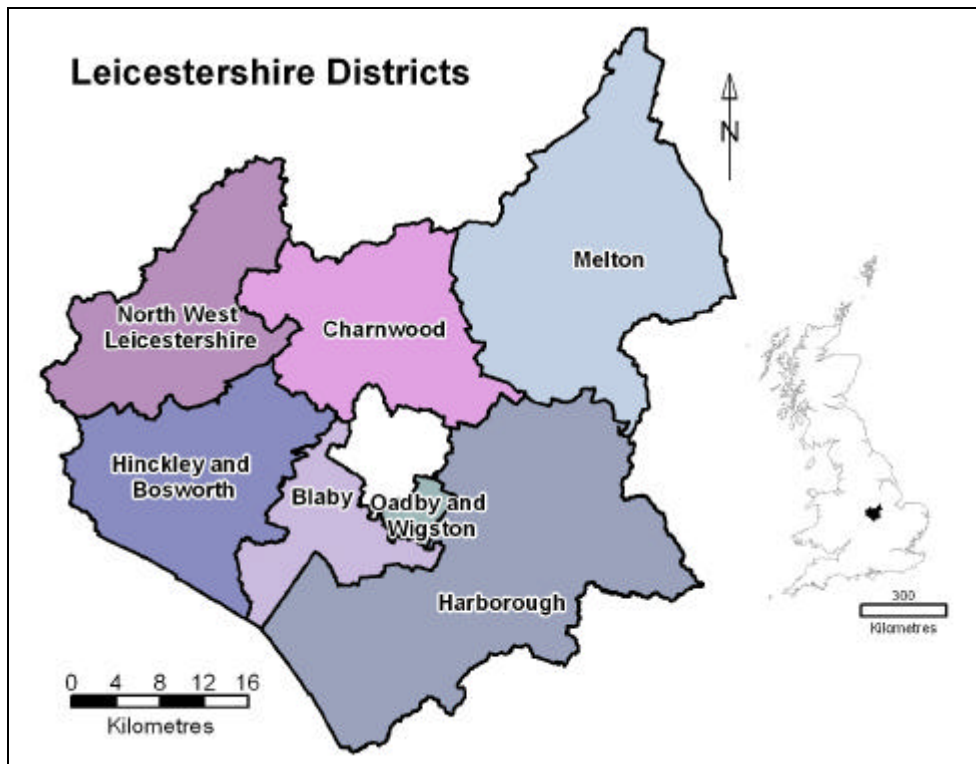 Leicestershire Districts
N
Melton
North West
Leicestershire
Charnwood
Hinckley and
Bosworth
Blaby
Oadby and
Wigston
Harborough
300
Kilometres
0 4 8 12 16
Kilometres